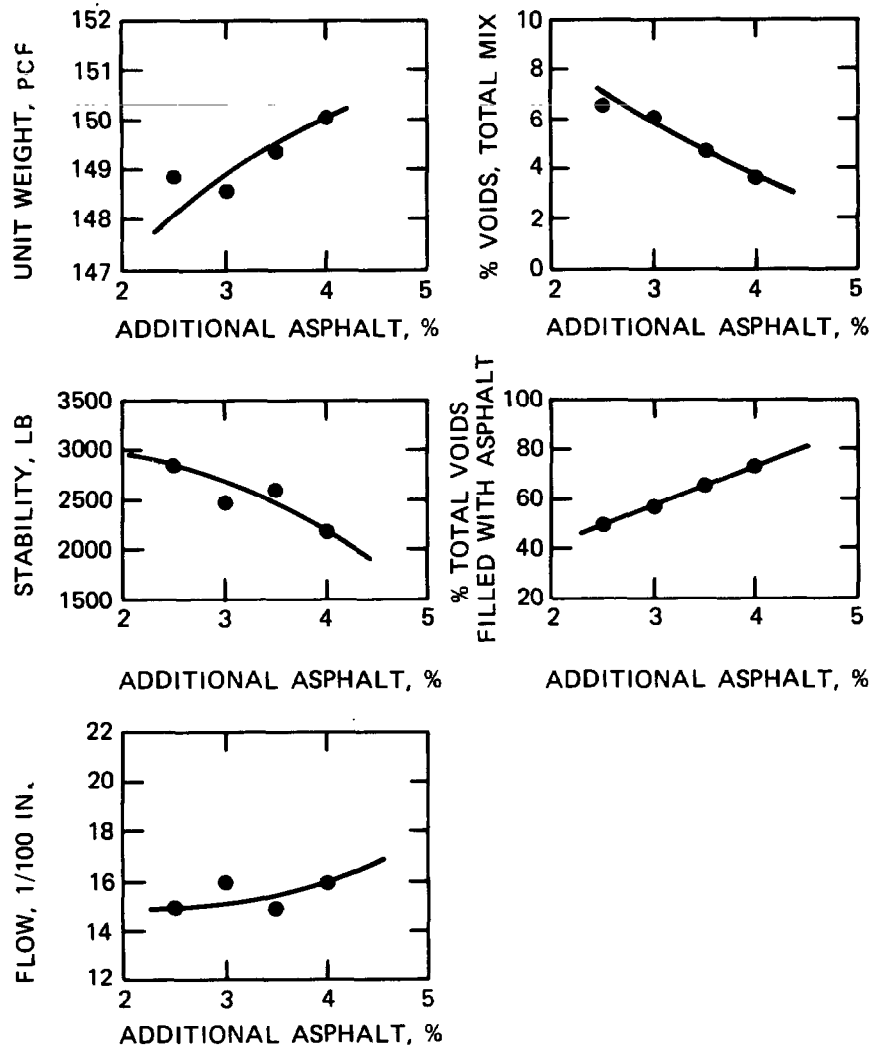 UNIT WEIGHT, PCF
152
151
150
149
148
147
2 3 4 5
ADDITIONAL ASPHALT, %
% VOIDS, TOTAL MIX
10
8
6
4
2
0
2 3 4 5
ADDITIONAL ASPHALT, %
STABILITY, LB
3500
3000
2500
2000
1500
2 3 4 5
ADDITIONAL ASPHALT, %
% TOTAL VOIDS
FILLED WITH ASPHALT
100
80
60
40
20
2 3 4 5
ADDITIONAL ASPHALT, %
FLOW, 1/100 IN.
22
20
18
16
14
12
2 3 4 5
ADDITIONAL ASPHALT, %